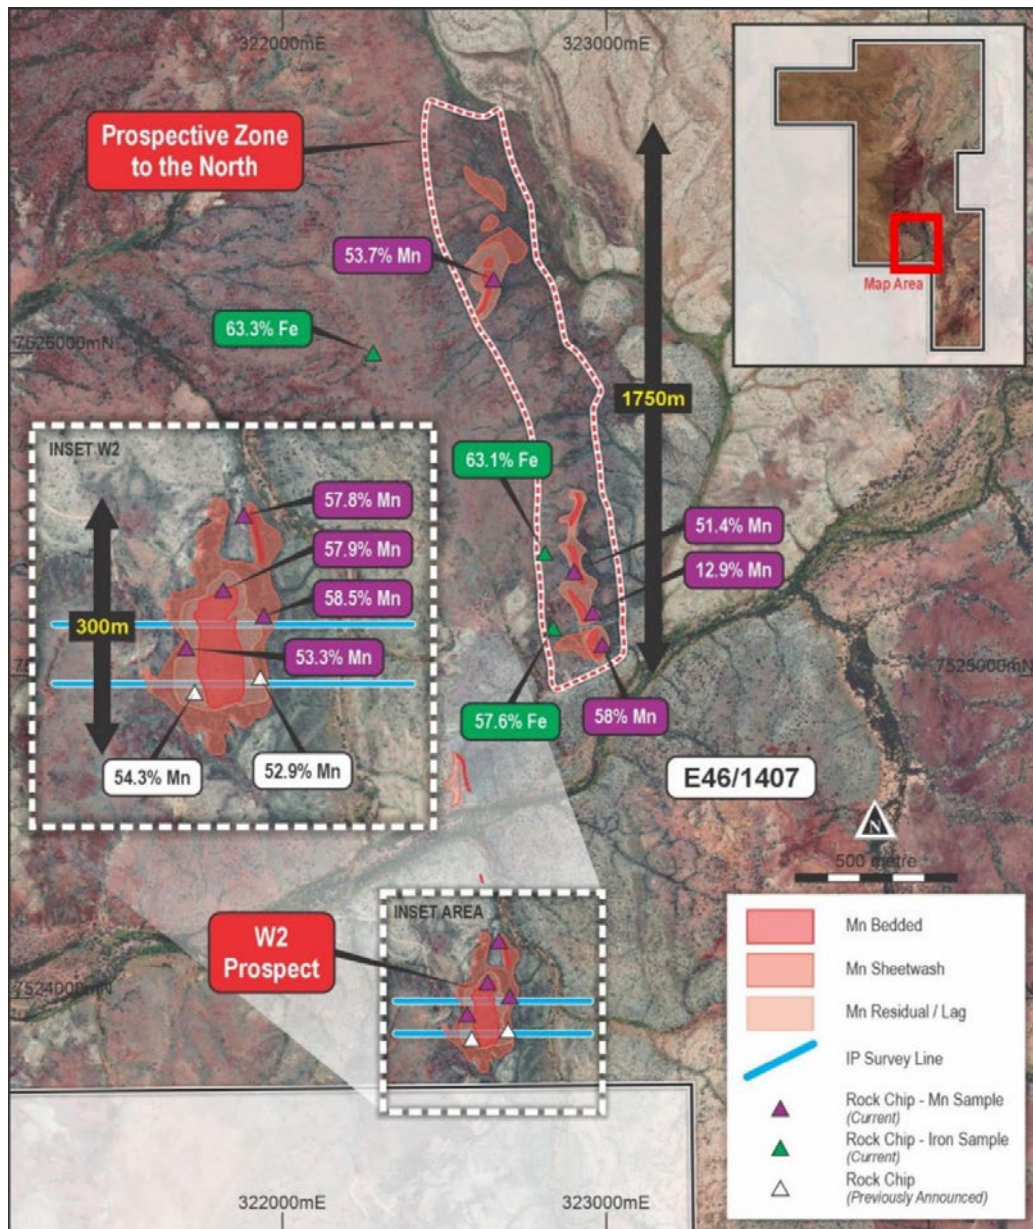 322000mE
323000mE
Prospective Zone
to the North
Map Area
53.7% Mn
63.3% Fe
7526000mN
1750m
INSET W2
63.1% Fe
57.8% Mn
51.4% Mn
57.9% Mn
12.9% Mn
58.5% Mn
300m
53.3% Mn
7525000mN
57.6% Fe
58% Mn
54.3% Mn
52.9% Mn
E46/1407
N
500 metre
INSET AREA
W2
Prospect
7524000mN
Mn Bedded
Mn Sheetwash
Mn Residual / Lag
IP Survey Line
Rock Chip - Mn Sample
(Current)
Rock Chip - Iron Sample
(Current)
Rock Chip
(Previously Announced)
322000mE
323000mE